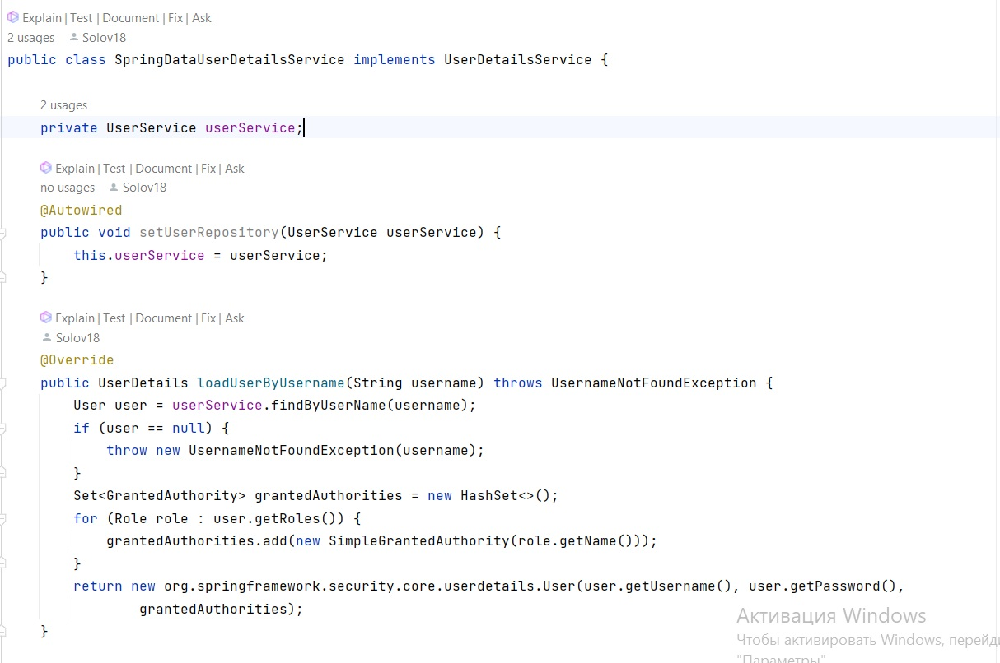 Explain | Test | Document | Fix | Ask
2 usages Solov18
public class SpringDataUserDetailsService implements UserDetailsService {
2 usages
private UserService userService;
Explain | Test | Document | Fix | Ask
no usages Solov18
@Autowired
public void setUserRepository(UserService userService) {
this.userService = userService;
}
Explain | Test | Document | Fix | Ask
Solov18
@Override
public UserDetails loadUserByUsername(String username) throws UsernameNotFoundException {
User user = userService.findByUserName(username);
if (user == null) {
throw new UsernameNotFoundException(username);
}
Set<GrantedAuthority> grantedAuthorities = new HashSet<>();
for (Role role : user.getRoles()) {
grantedAuthorities.add(new SimpleGrantedAuthority(role.getName()));
}
return new org.springframework.security.core.userdetails.User(user.getUsername(), user.getPassword(),
grantedAuthorities);
}
Активация Windows
Чтобы активировать Windows, перейди
"Параметры"